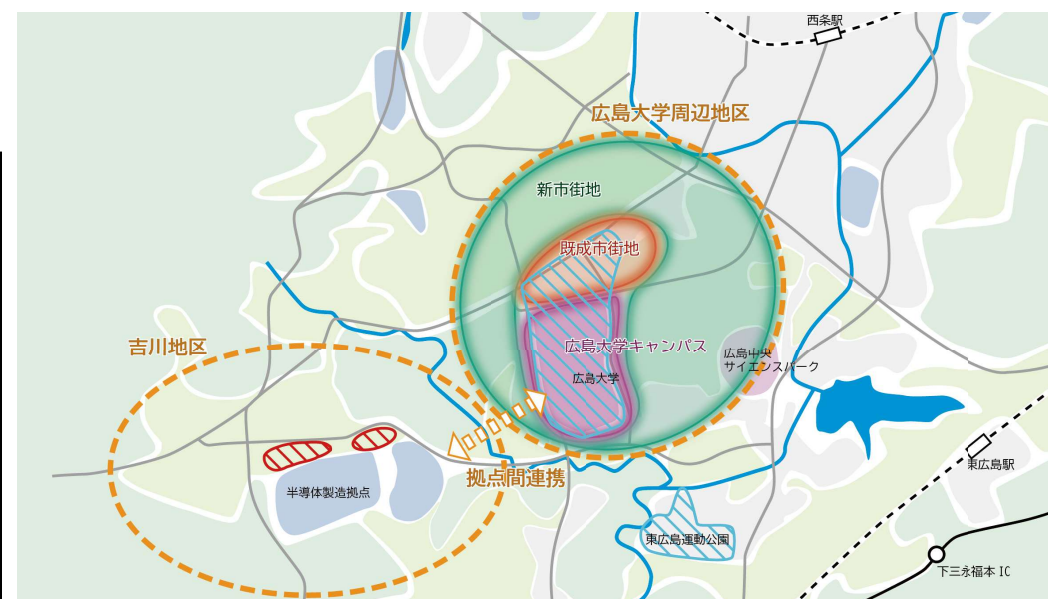 西条駅
広島大学周辺地区
新市街地
既成市街地
吉川地区
広島大学キャンパス
広島中央
サイエンスパーク
広島大学
半導体製造拠点
拠点間連携
東広島駅
東広島運動公園
下三永福本 IC